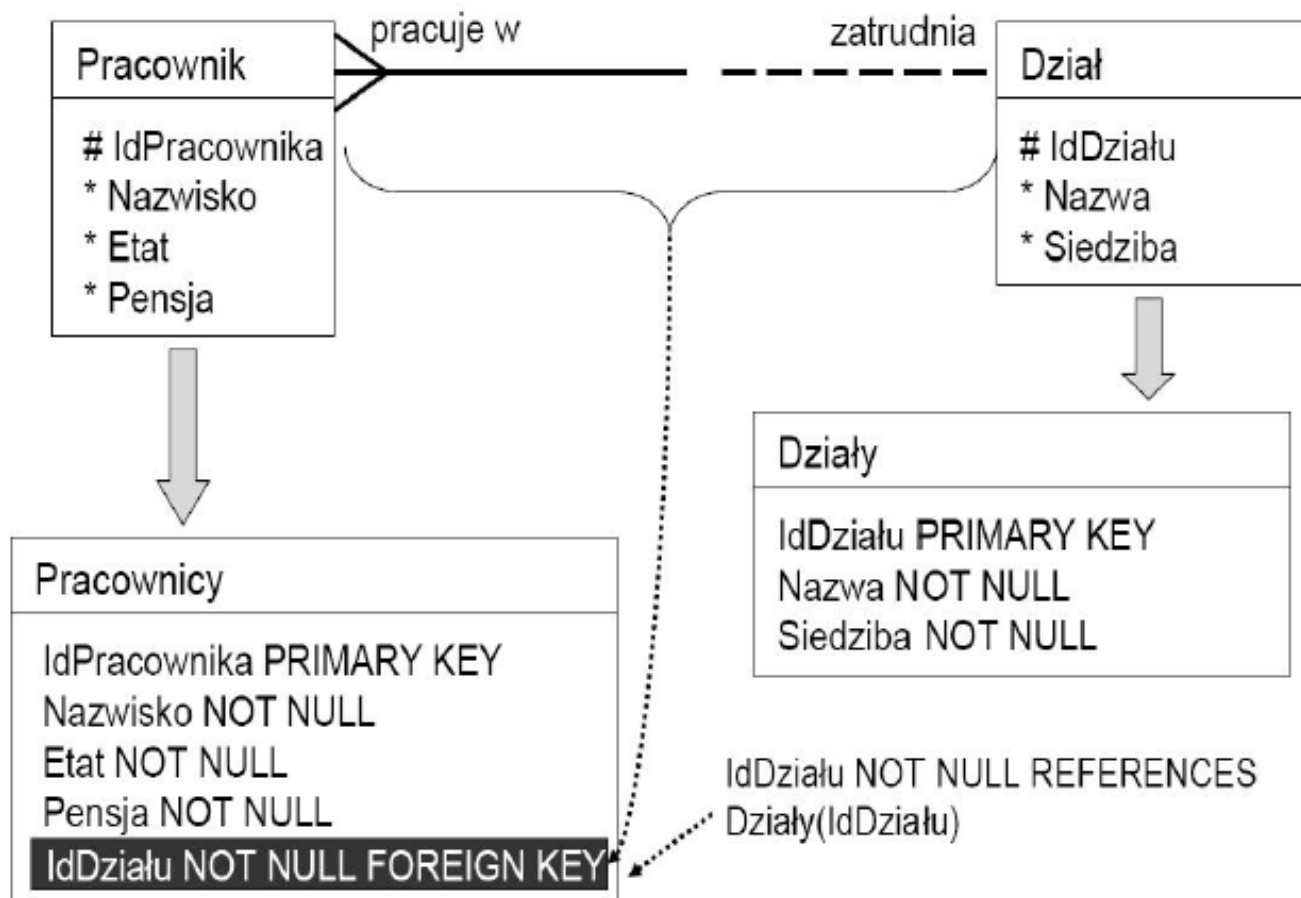 pracuje w
zatrudnia
Pracownik
# IdPracownika
* Nazwisko
* Etat
* Pensja
Dział
# IdDziału
* Nazwa
* Siedziba
Działy
IdDziału PRIMARY KEY
Nazwa NOT NULL
Siedziba NOT NULL
Pracownicy
IdPracownika PRIMARY KEY
Nazwisko NOT NULL
Etat NOT NULL
Pensja NOT NULL
IdDziału NOT NULL FOREIGN KEY
IdDziału NOT NULL REFERENCES
Działy(IdDziału)